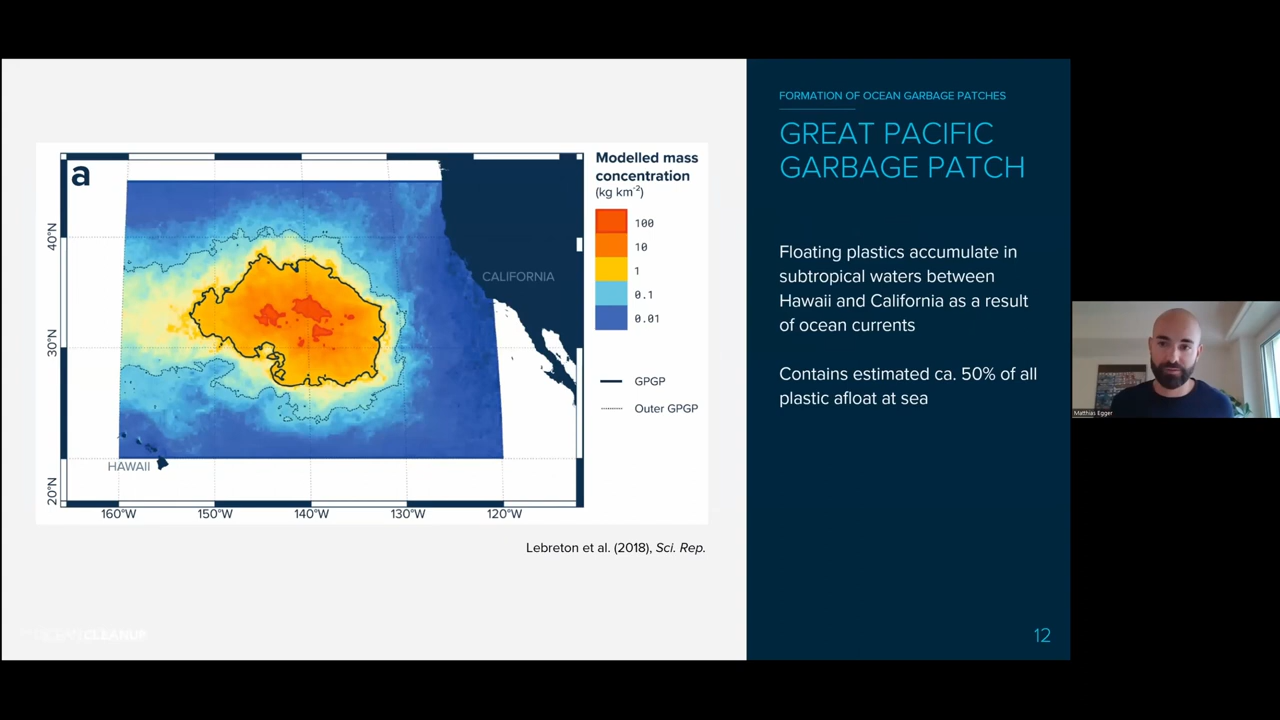 FORMATION OF OCEAN GARBAGE PATCHES
GREAT PACIFIC
GARBAGE PATCH
Floating plastics accumulate in
subtropical waters between
Hawaii and California as a result
of ocean currents
Contains estimated ca. 50% of all
plastic afloat at sea
a
Modelled mass
concentration
(kg km⁻²)
100
10
1
0.1
0.01
GPGP
Outer GPGP
CALIFORNIA
HAWAII
40°N
30°N
20°N
160°W
150°W
140°W
130°W
120°W
Lebreton et al. (2018), Sci. Rep.
CLEANUP
12
Matthias Egger